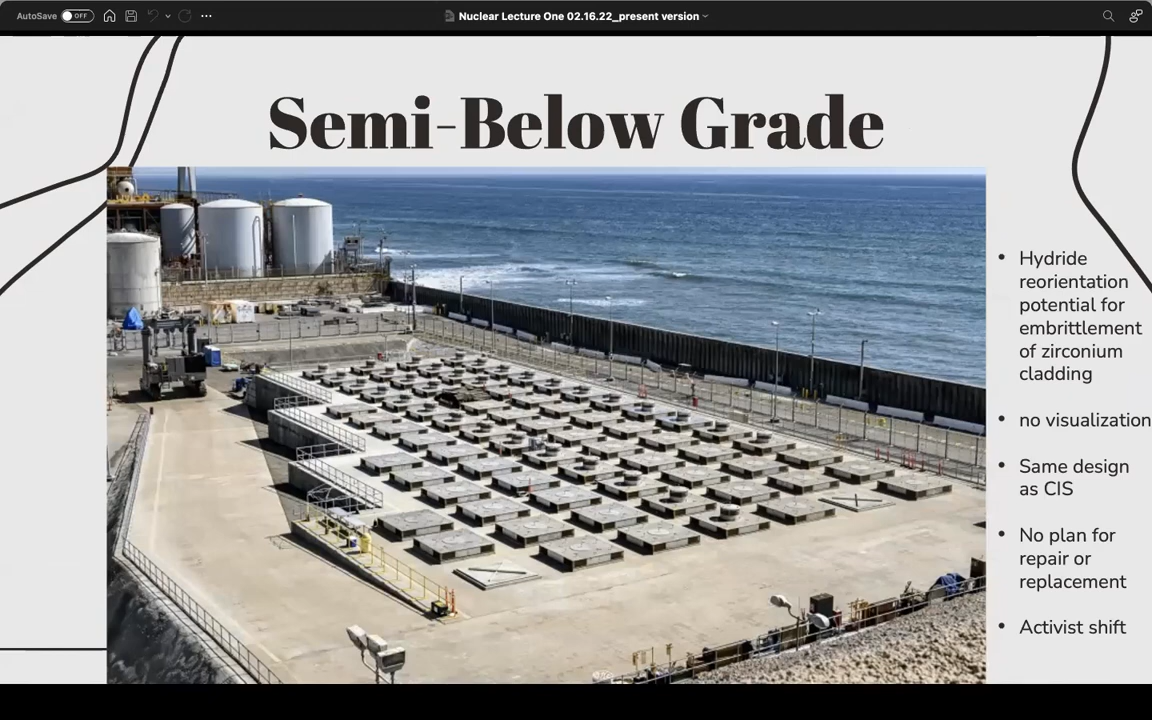 AutoSave OFF
Nuclear Lecture One 02.16.22_present version
Semi-Below Grade
• Hydride
reorientation
potential for
embrittlement
of zirconium
cladding
• no visualization
• Same design
as CIS
• No plan for
repair or
replacement
• Activist shift